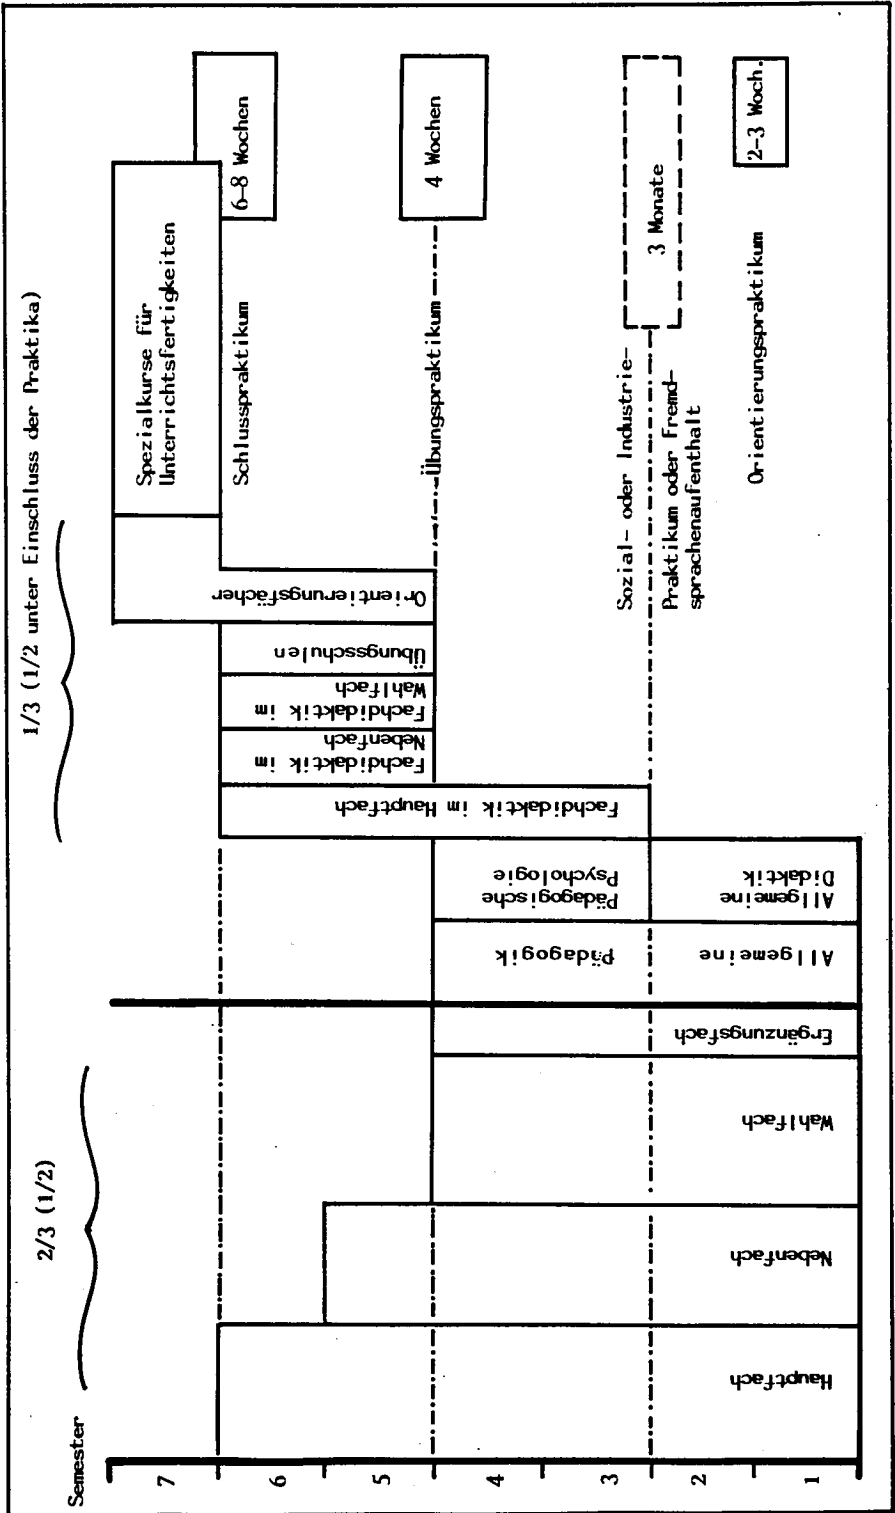 Semester
2/3 (1/2)
1/3 (1/2 unter Einschluss der Praktika)
7
6
5
4
3
2
1
Hauptfach
Nebenfach
Wahlfach
Ergänzungsfach
Allgemeine
Pädagogik
Allgemeine
Didaktik
Pädagogische
Psychologie
Fachdidaktik im Hauptfach
Fachdidaktik im
Nebenfach
Fachdidaktik im
Wahlfach
Übungsschulen
Orientierungsfächer
Spezialkurse für
Unterrichtsfertigkeiten
Schlusspraktikum
6-8 Wochen
Übungspraktikum
4 Wochen
Sozial- oder Industrie-
Praktikum oder Fremd-
sprachenaufenthalt
3 Monate
Orientierungspraktikum
2-3 Woch.